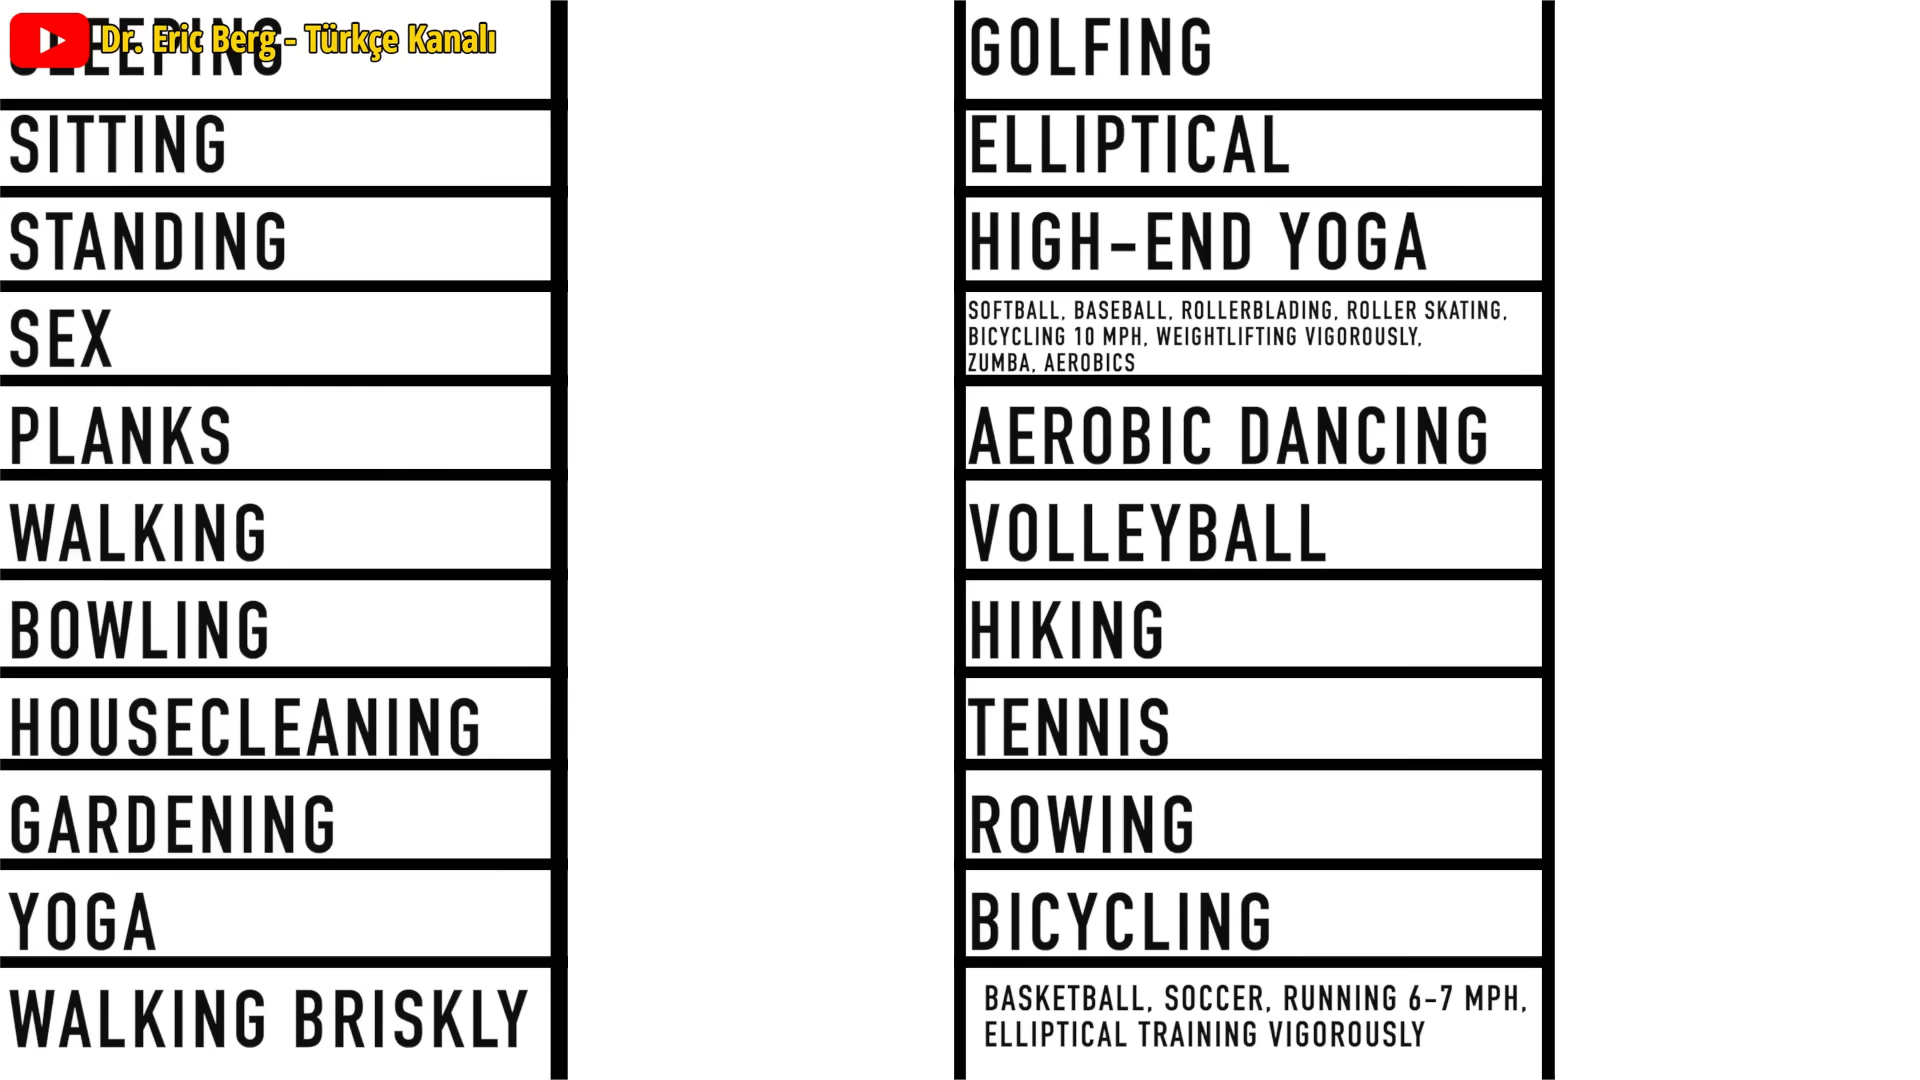 Dr. Eric Berg - Türkçe Kanalı
SLEEPING
SITTING
STANDING
SEX
PLANKS
WALKING
BOWLING
HOUSECLEANING
GARDENING
YOGA
WALKING BRISKLY
GOLFING
ELLIPTICAL
HIGH-END YOGA
SOFTBALL, BASEBALL, ROLLERBLADING, ROLLER SKATING,
BICYCLING 10 MPH, WEIGHTLIFTING VIGOROUSLY,
ZUMBA, AEROBICS
AEROBIC DANCING
VOLLEYBALL
HIKING
TENNIS
ROWING
BICYCLING
BASKETBALL, SOCCER, RUNNING 6-7 MPH,
ELLIPTICAL TRAINING VIGOROUSLY